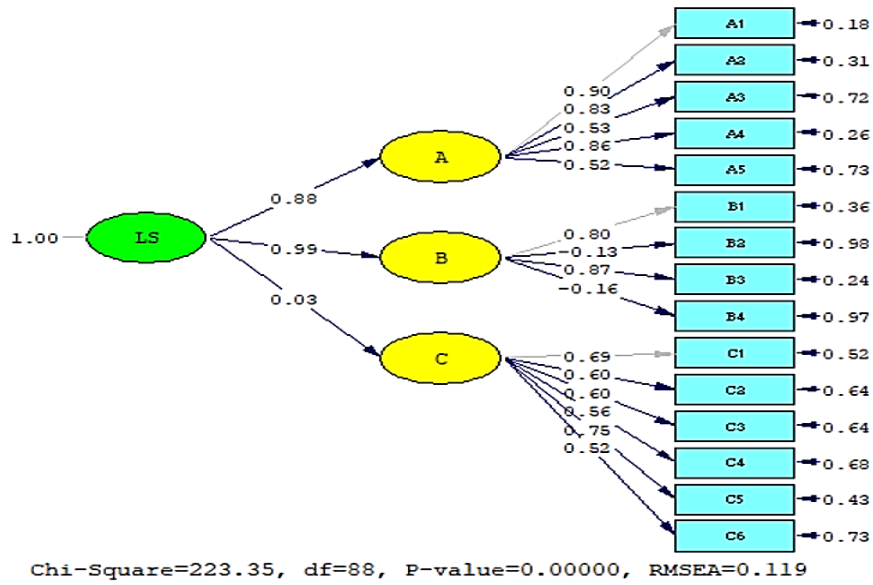 A1
0.18
A2
0.31
0.90
0.83
A3
0.72
0.53
A4
0.26
0.86
A
0.52
A5
0.73
0.88
B1
0.36
0.80
LS
1.00
B2
0.98
-0.13
0.99
B
0.87
B3
0.24
-0.16
0.03
B4
0.97
C1
0.52
0.69
C
0.60
C2
0.64
0.60
0.56
C3
0.64
0.75
0.52
C4
0.68
C5
0.43
C6
0.73
Chi-Square=223.35, df=88, P-value=0.00000, RMSEA=0.119